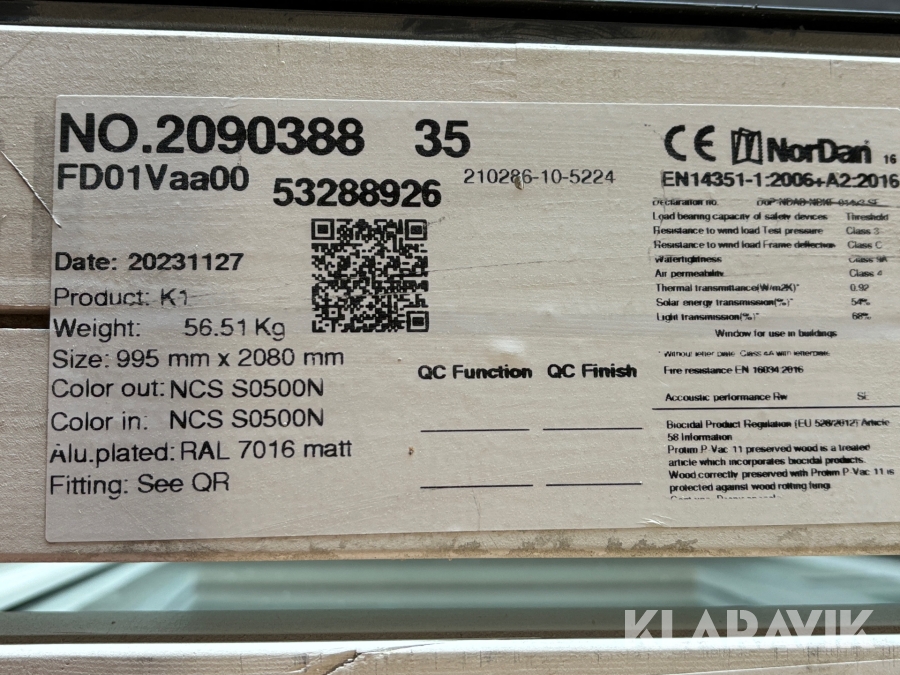 NO.2090388 35
FD01Vaa00 53288926 210286-10-5224
Date: 20231127
Product: K1
Weight: 56.51 Kg
Size: 995 mm x 2080 mm
Color out: NCS S0500N
Color in: NCS S0500N
Alu.plated: RAL 7016 matt
Fitting: See QR
QC Function QC Finish
CE NorDan 16
EN14351-1:2006+A2:2016
Declaration no.
Load bearing capacity of safety devices Threshold
Resistance to wind load Test pressure Class 3
Resistance to wind load Frame deflection Class C
Watertightness Class 9A
Air permeability Class 4
Thermal transmittance(W/m2K)* 0.92
Solar energy transmission(%)* 54%
Light transmission(%)* 68%
Window for use in buildings
Fire resistance EN 16034:2016
Accoustic performance Rw
Biocidal Product Regulation (EU 528/2012) Article
58 Information
Protim P-Vac 11 preserved wood is a treated
article which incorporates biocidal products.
Wood correctly preserved with Protim P-Vac 11 is
protected against wood rotting fungi
KLARAVIK